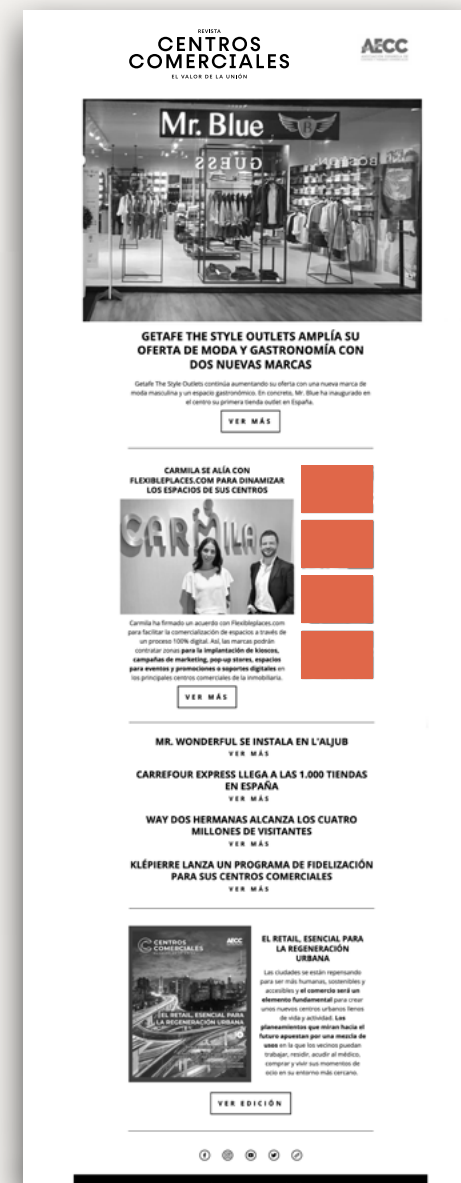 REVISTA
CENTROS
COMERCIALES
EL VALOR DE LA UNIÓN
AECC
Mr. Blue
GUESS
BOSTON
GETAFE THE STYLE OUTLETS AMPLÍA SU
OFERTA DE MODA Y GASTRONOMÍA CON
DOS NUEVAS MARCAS
Getafe The Style Outlets continúa aumentando su oferta con una nueva marca de
moda masculina y un espacio gastronómico. En concreto, Mr. Blue ha inaugurado en
el centro su primera tienda outlet en España.
VER MÁS
CARMILA SE ALÍA CON
FLEXIBLEPLACES.COM PARA DINAMIZAR
LOS ESPACIOS DE SUS CENTROS
CARMILA
Carmila ha firmado un acuerdo con Flexibleplaces.com
para facilitar la comercialización de espacios a través de
un proceso 100% digital. Así, las marcas podrán
contratar zonas para la implantación de kioscos,
campañas de marketing, pop-up stores, espacios
para eventos y promociones o soportes digitales en
los principales centros comerciales de la inmobiliaria.
VER MÁS
MR. WONDERFUL SE INSTALA EN L'ALJUB
VER MÁS
CARREFOUR EXPRESS LLEGA A LAS 1.000 TIENDAS
EN ESPAÑA
VER MÁS
WAY DOS HERMANAS ALCANZA LOS CUATRO
MILLONES DE VISITANTES
VER MÁS
KLÉPIERRE LANZA UN PROGRAMA DE FIDELIZACIÓN
PARA SUS CENTROS COMERCIALES
VER MÁS
CENTROS
COMERCIALES
AECC
EL RETAIL, ESENCIAL PARA
LA REGENERACIÓN URBANA
EL RETAIL, ESENCIAL PARA
LA REGENERACIÓN
URBANA
Las ciudades se están repensando
para ser más humanas, sostenibles y
accesibles y el comercio será un
elemento fundamental para crear
unos nuevos centros urbanos llenos
de vida y actividad. Los
planeamientos que miran hacia el
futuro apuestan por una mezcla de
usos en la que los vecinos puedan
trabajar, residir, acudir al médico,
comprar y vivir sus momentos de
ocio en su entorno más cercano.
VER EDICIÓN